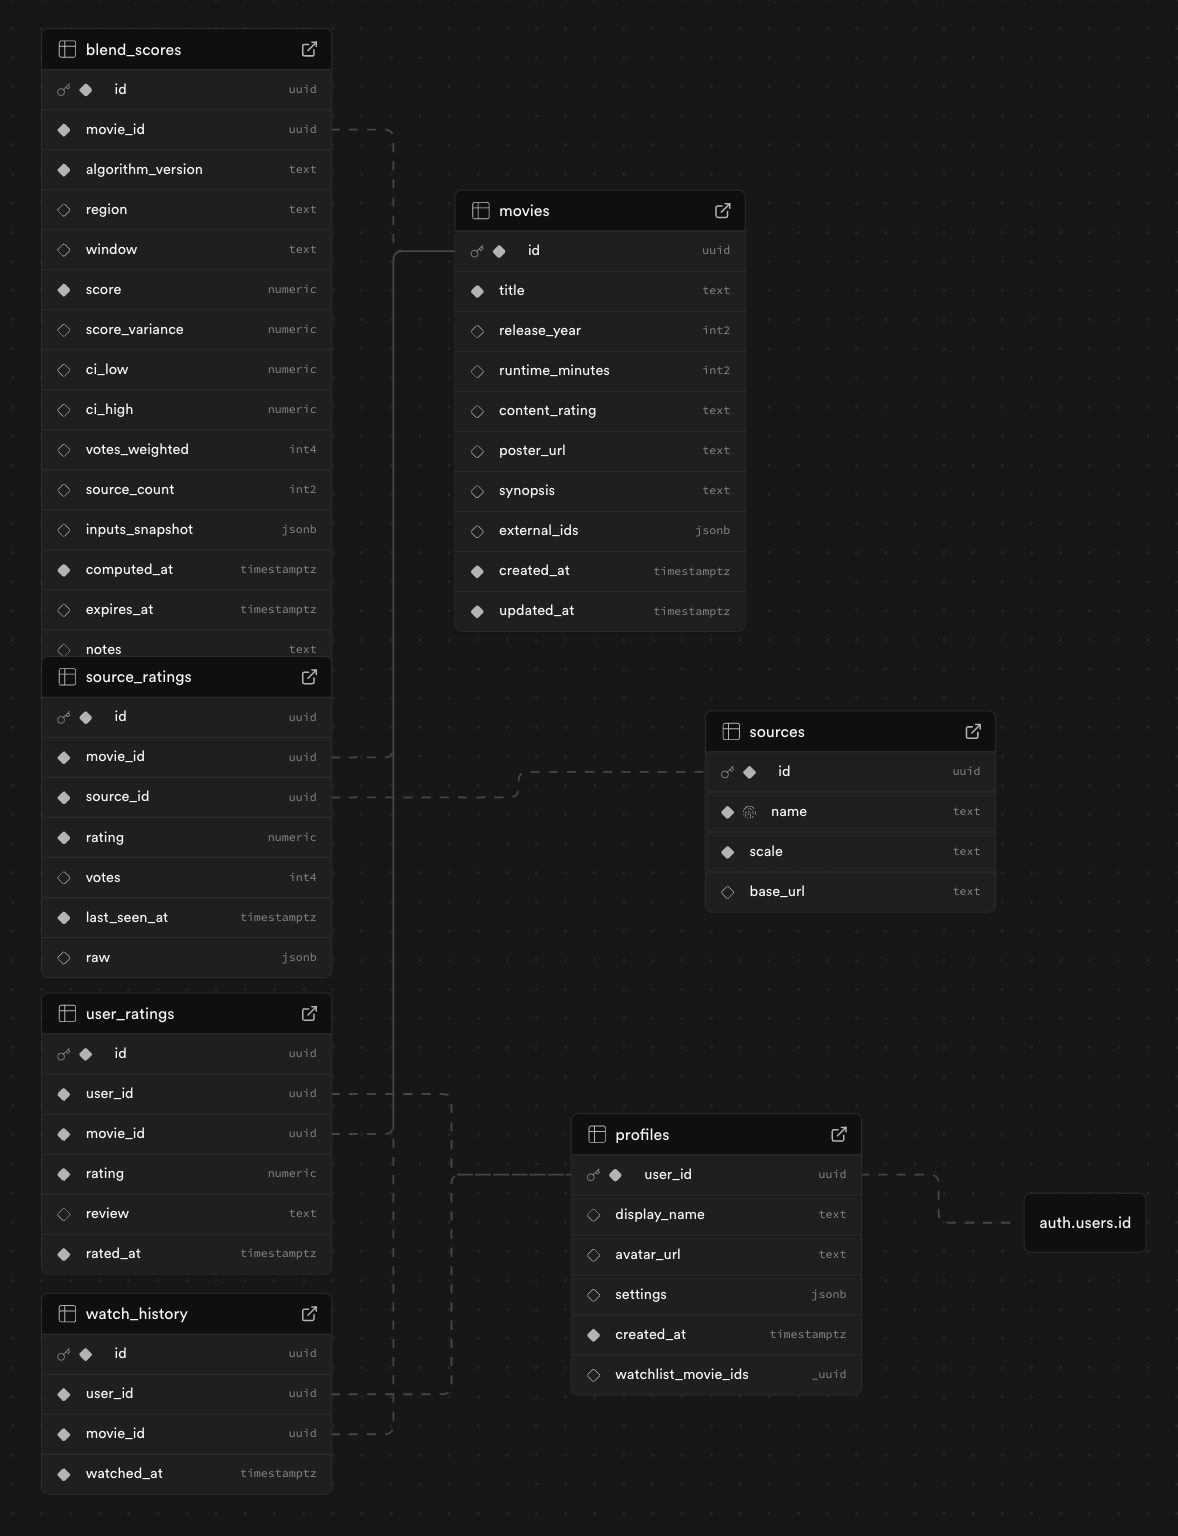 blend_scores
id uuid
movie_id uuid
algorithm_version text
region text
window text
score numeric
score_variance numeric
ci_low numeric
ci_high numeric
votes_weighted int4
source_count int2
inputs_snapshot jsonb
computed_at timestamptz
expires_at timestamptz
notes text
movies
id uuid
title text
release_year int2
runtime_minutes int2
content_rating text
poster_url text
synopsis text
external_ids jsonb
created_at timestamptz
updated_at timestamptz
source_ratings
id uuid
movie_id uuid
source_id uuid
rating numeric
votes int4
last_seen_at timestamptz
raw jsonb
sources
id uuid
name text
scale text
base_url text
user_ratings
id uuid
user_id uuid
movie_id uuid
rating numeric
review text
rated_at timestamptz
profiles
user_id uuid
display_name text
avatar_url text
settings jsonb
created_at timestamptz
watchlist_movie_ids _uuid
auth.users.id
watch_history
id uuid
user_id uuid
movie_id uuid
watched_at timestamptz